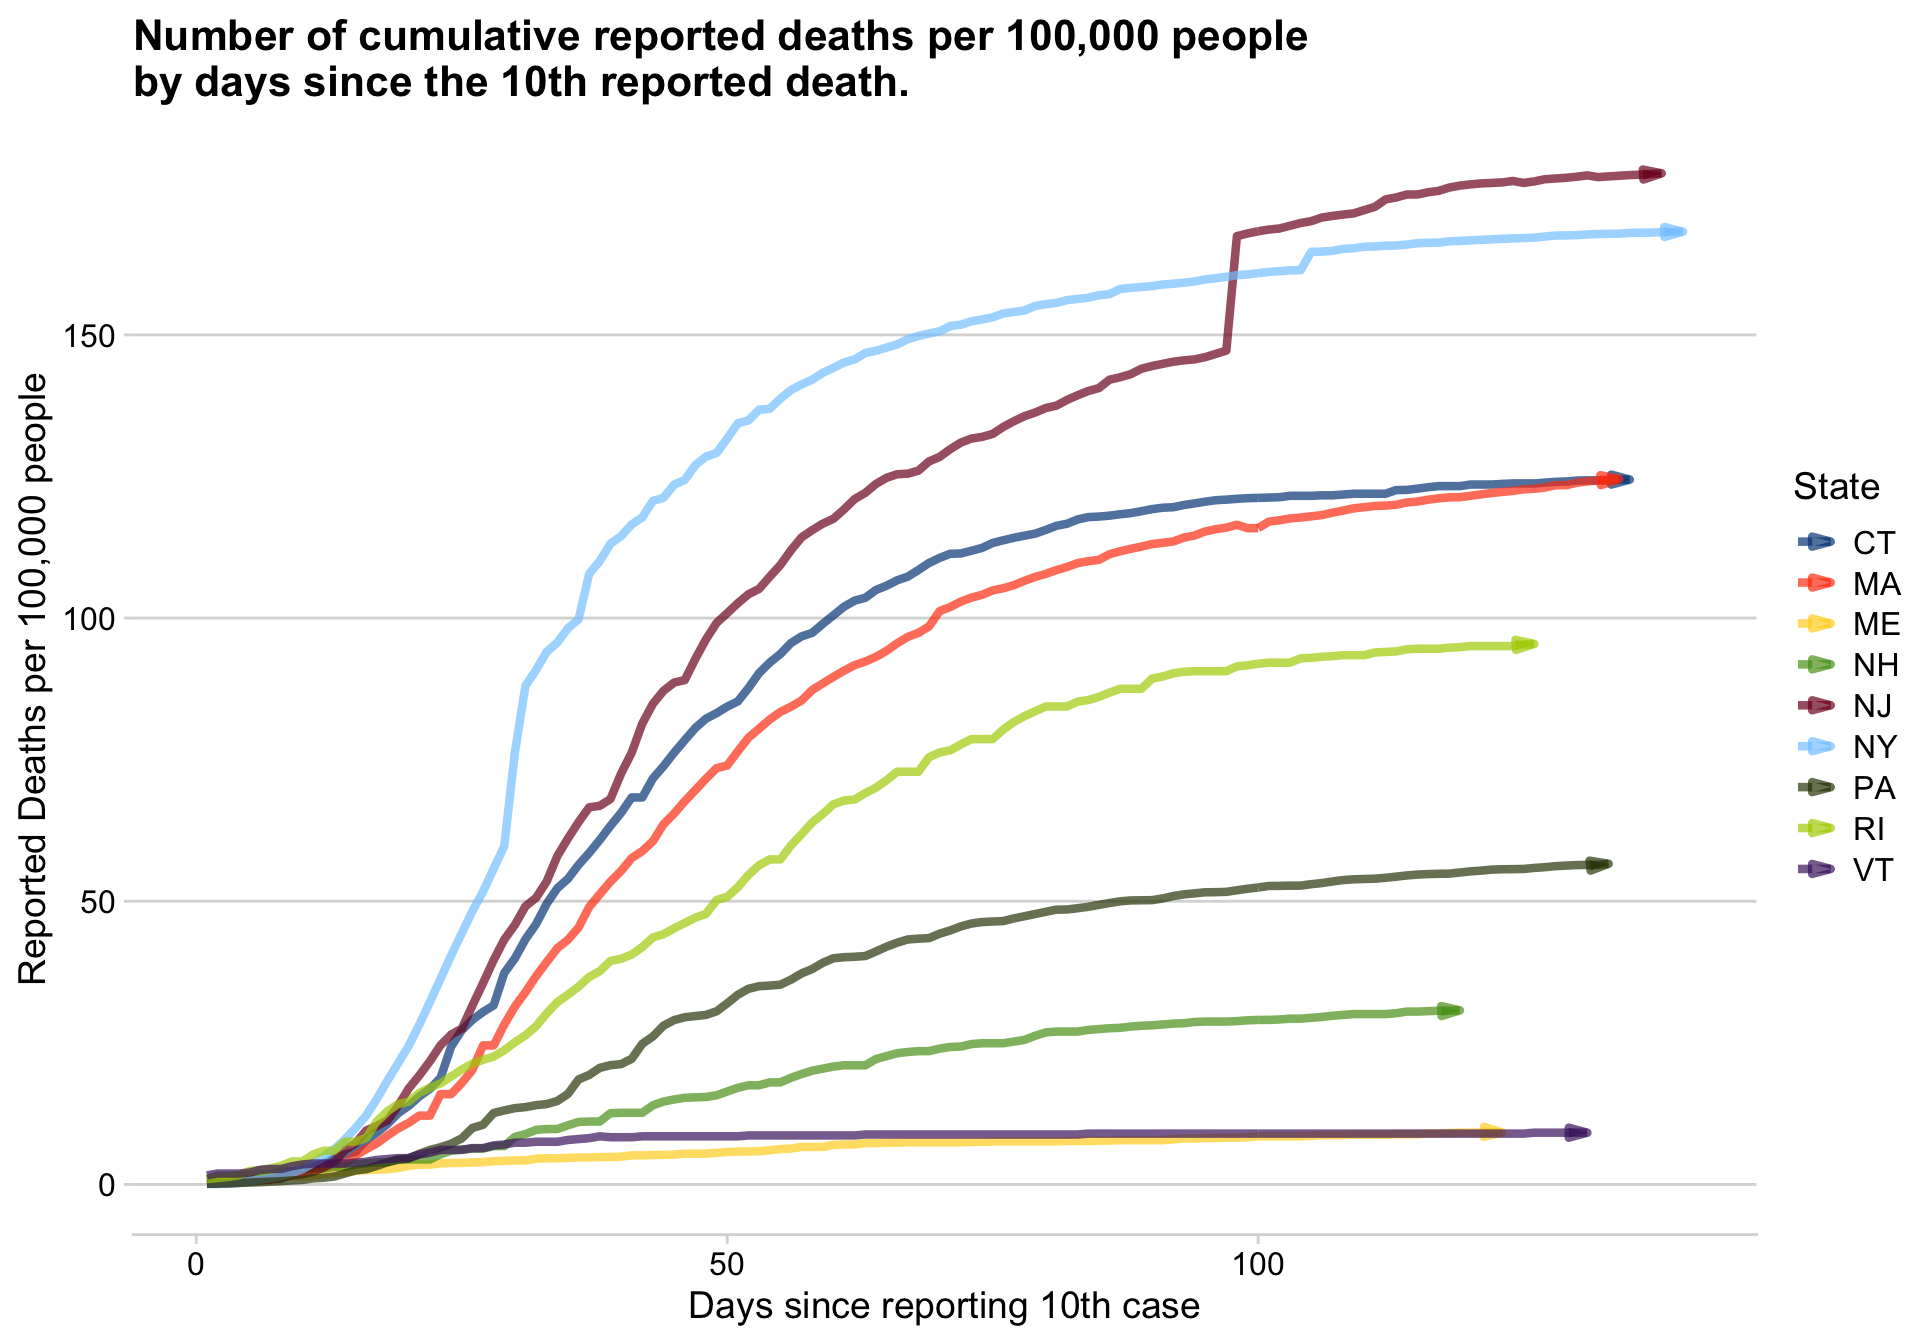 Number of cumulative reported deaths per 100,000 people
by days since the 10th reported death.
Reported Deaths per 100,000 people
150
100
50
0
0
50
100
Days since reporting 10th case
State
CT
MA
ME
NH
NJ
NY
PA
RI
VT